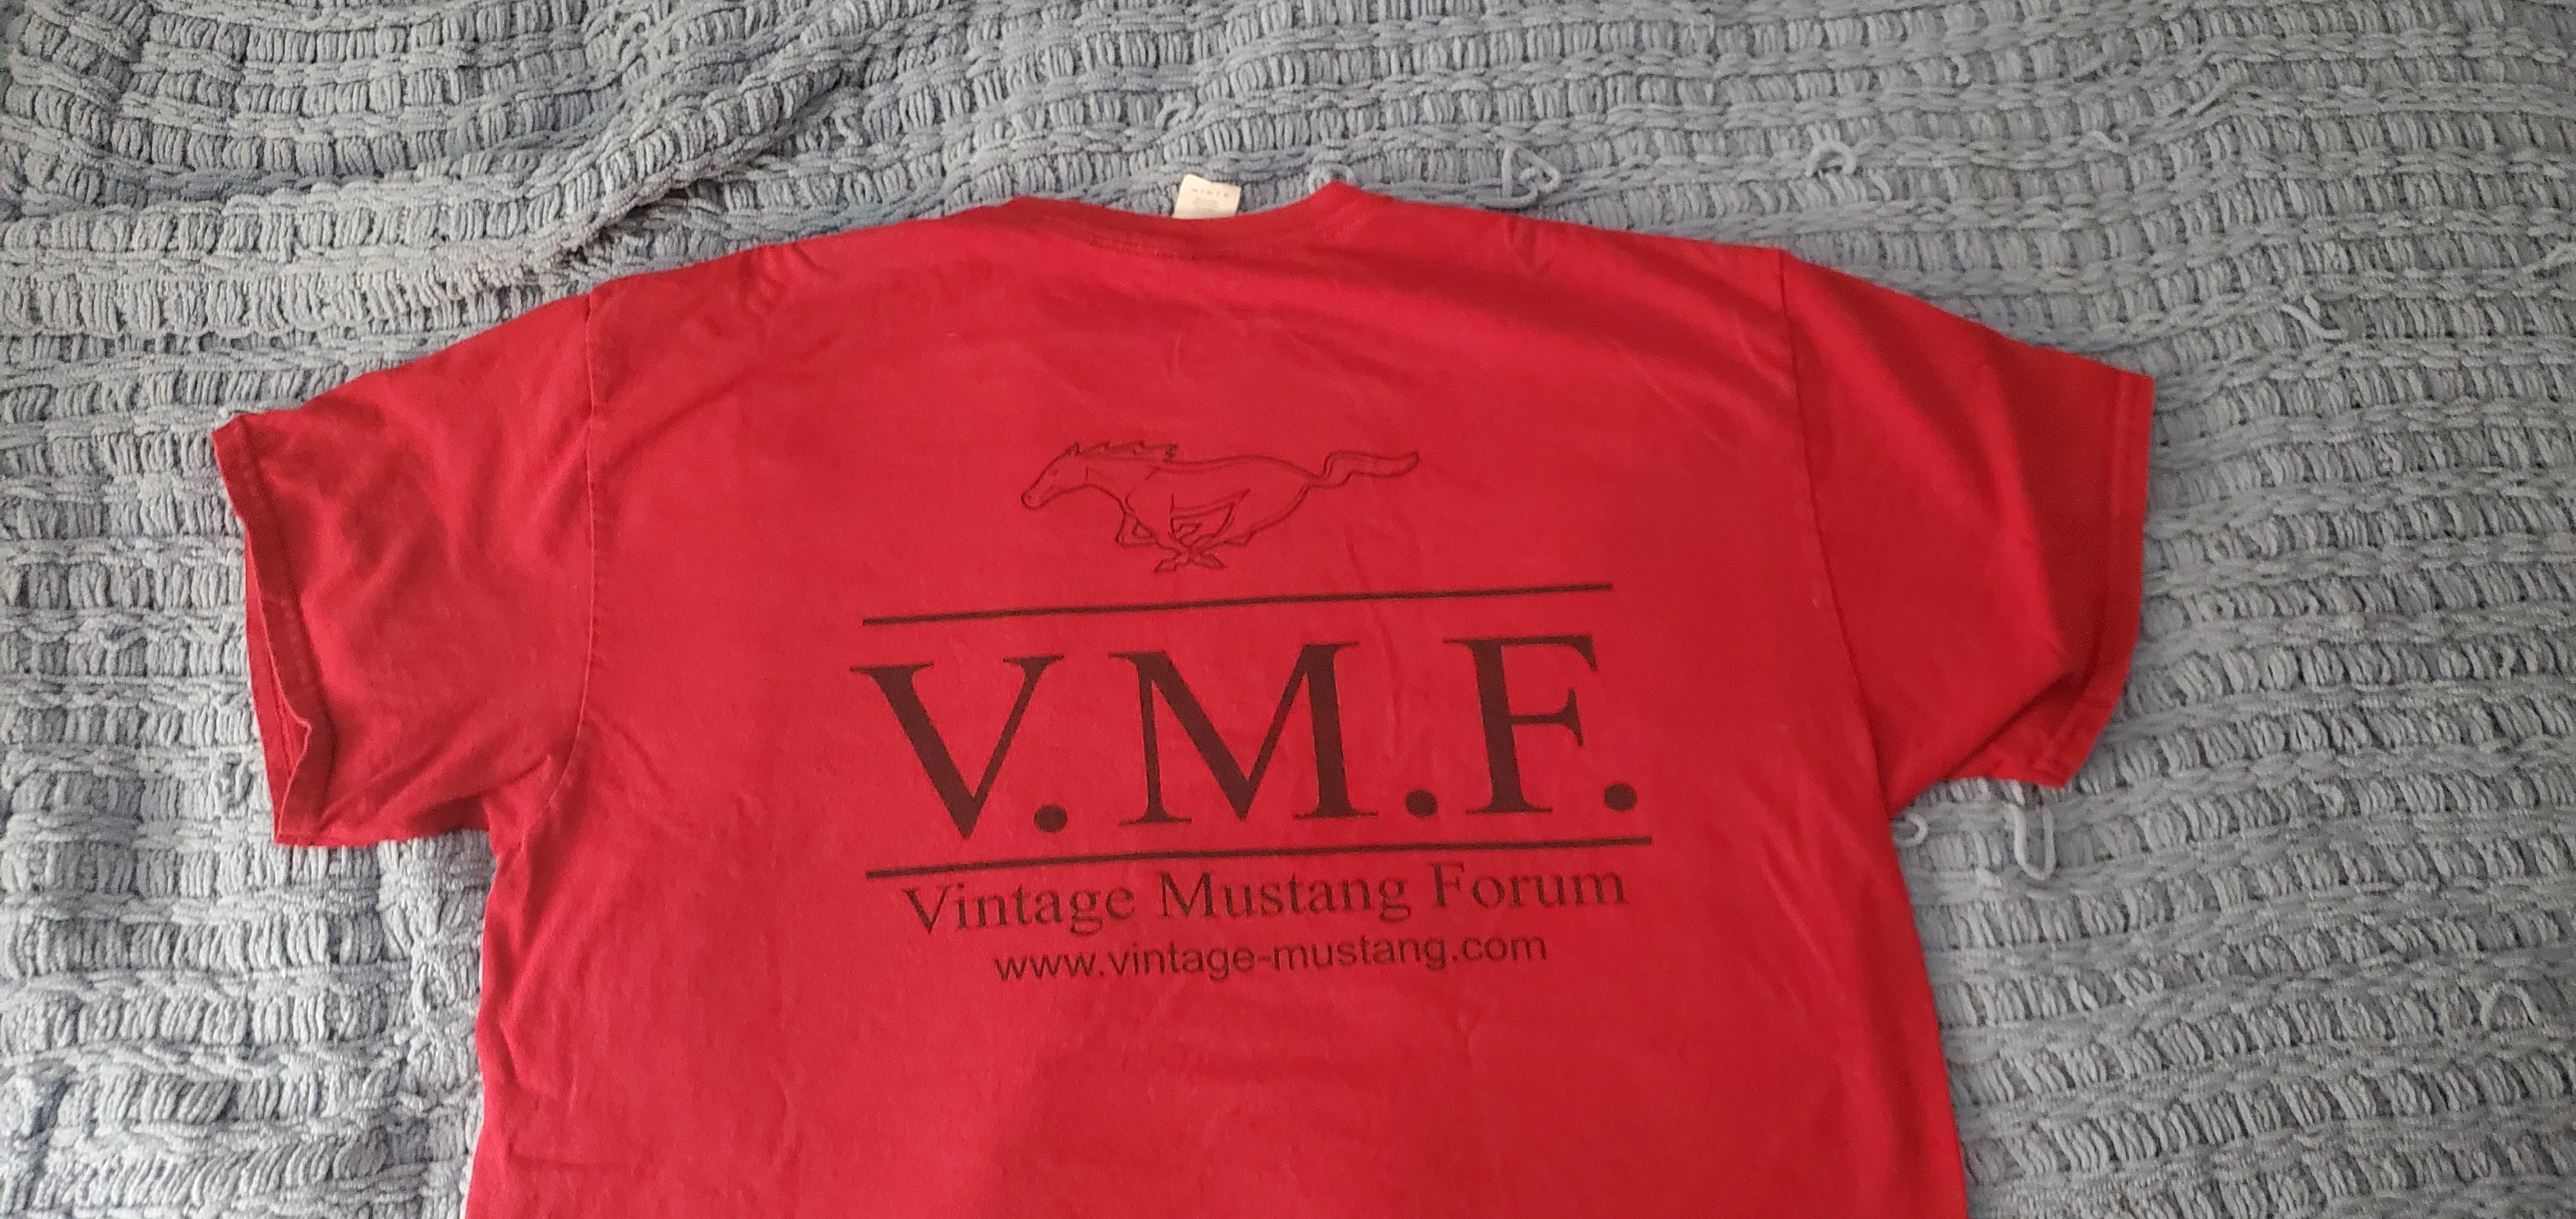 V.M.F.
Vintage Mustang Forum
www.vintage-mustang.com